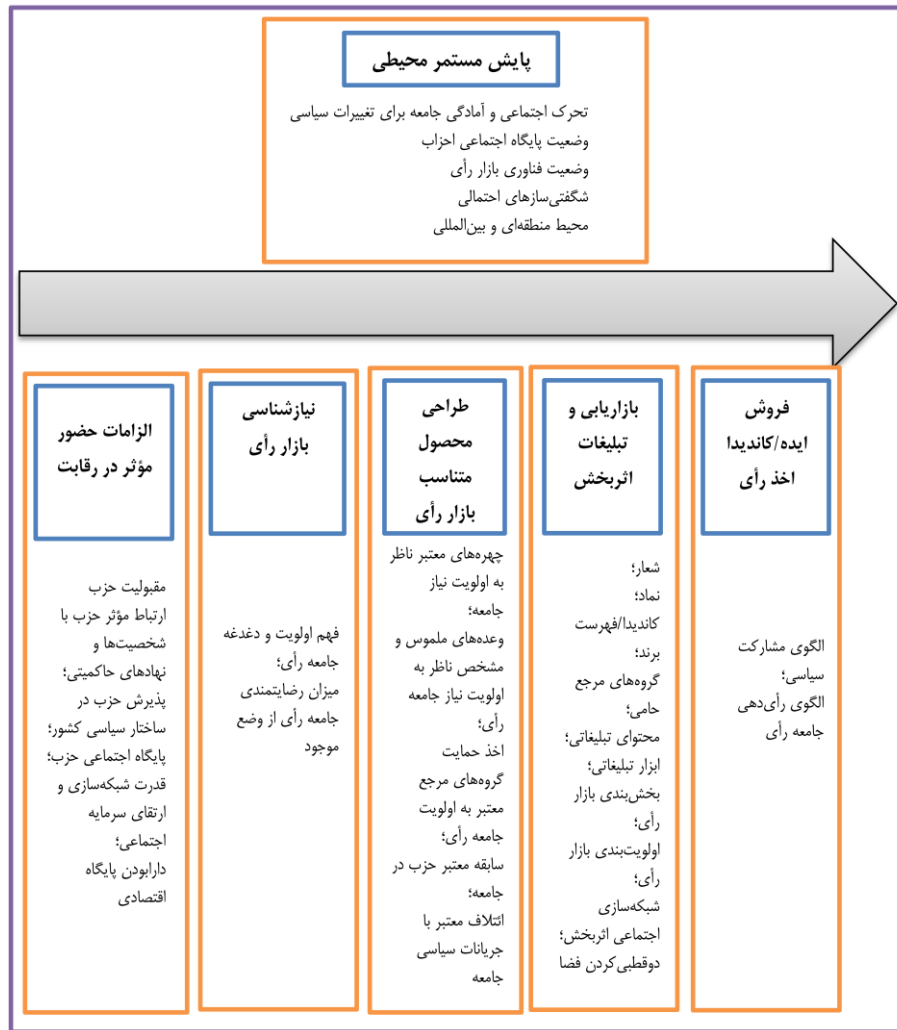 پایش مستمر محیطی
تحرک اجتماعی و آمادگی جامعه برای تغییرات سیاسی
وضعیت پایگاه اجتماعی احزاب
وضعیت فناوری بازار رأی
شگفتی‌سازهای احتمالی
محیط منطقه‌ای و بین‌المللی
الزامات حضور
مؤثر در رقابت
مقبولیت حزب
ارتباط مؤثر حزب با
شخصیت‌ها و
نهادهای حاکمیتی؛
پذیرش حزب در
ساختار سیاسی کشور؛
پایگاه اجتماعی حزب؛
قدرت شبکه‌سازی و
ارتقای سرمایه
اجتماعی؛
دارابودن پایگاه
اقتصادی
نیازشناسی
بازار رأی
فهم اولویت و دغدغه
جامعه رأی؛
میزان رضایتمندی
جامعه رأی از وضع
موجود
طراحی
محصول
متناسب
بازار رأی
چهره‌های معتبر ناظر
به اولویت نیاز
جامعه؛
وعده‌های ملموس و
مشخص ناظر به
اولویت نیاز جامعه
رأی؛
اخذ حمایت
گروه‌های مرجع
معتبر به اولویت
جامعه رأی؛
سابقه معتبر حزب در
جامعه؛
ائتلاف معتبر با
جریانات سیاسی
جامعه
بازاریابی و
تبلیغات
اثربخش
شعار؛
نماد؛
کاندیدا/فهرست
برند؛
گروه‌های مرجع
حامی؛
محتوای تبلیغاتی؛
ابزار تبلیغاتی؛
بخش‌بندی بازار
رأی؛
اولویت‌بندی بازار
رأی؛
شبکه‌سازی
اجتماعی اثربخش؛
دوقطبی‌کردن فضا
فروش
ایده/کاندیدا
اخذ رأی
الگوی مشارکت
سیاسی؛
الگوی رأی‌دهی
جامعه رأی